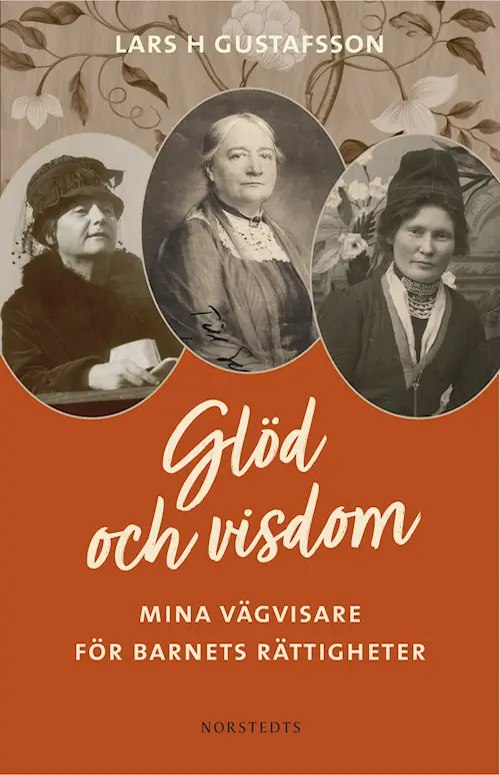 LARS H GUSTAFSSON
Glöd
och visdom
MINA VÄGVISARE
FÖR BARNETS RÄTTIGHETER
NORSTEDTS